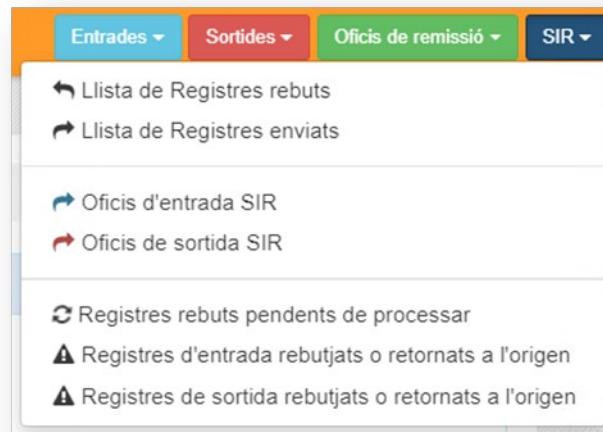 Entrades
Sortides
Oficis de remissió
SIR
Llista de Registres rebuts
Llista de Registres enviats
Oficis d'entrada SIR
Oficis de sortida SIR
Registres rebuts pendents de processar
Registres d'entrada rebutjats o retornats a l'origen
Registres de sortida rebutjats o retornats a l'origen